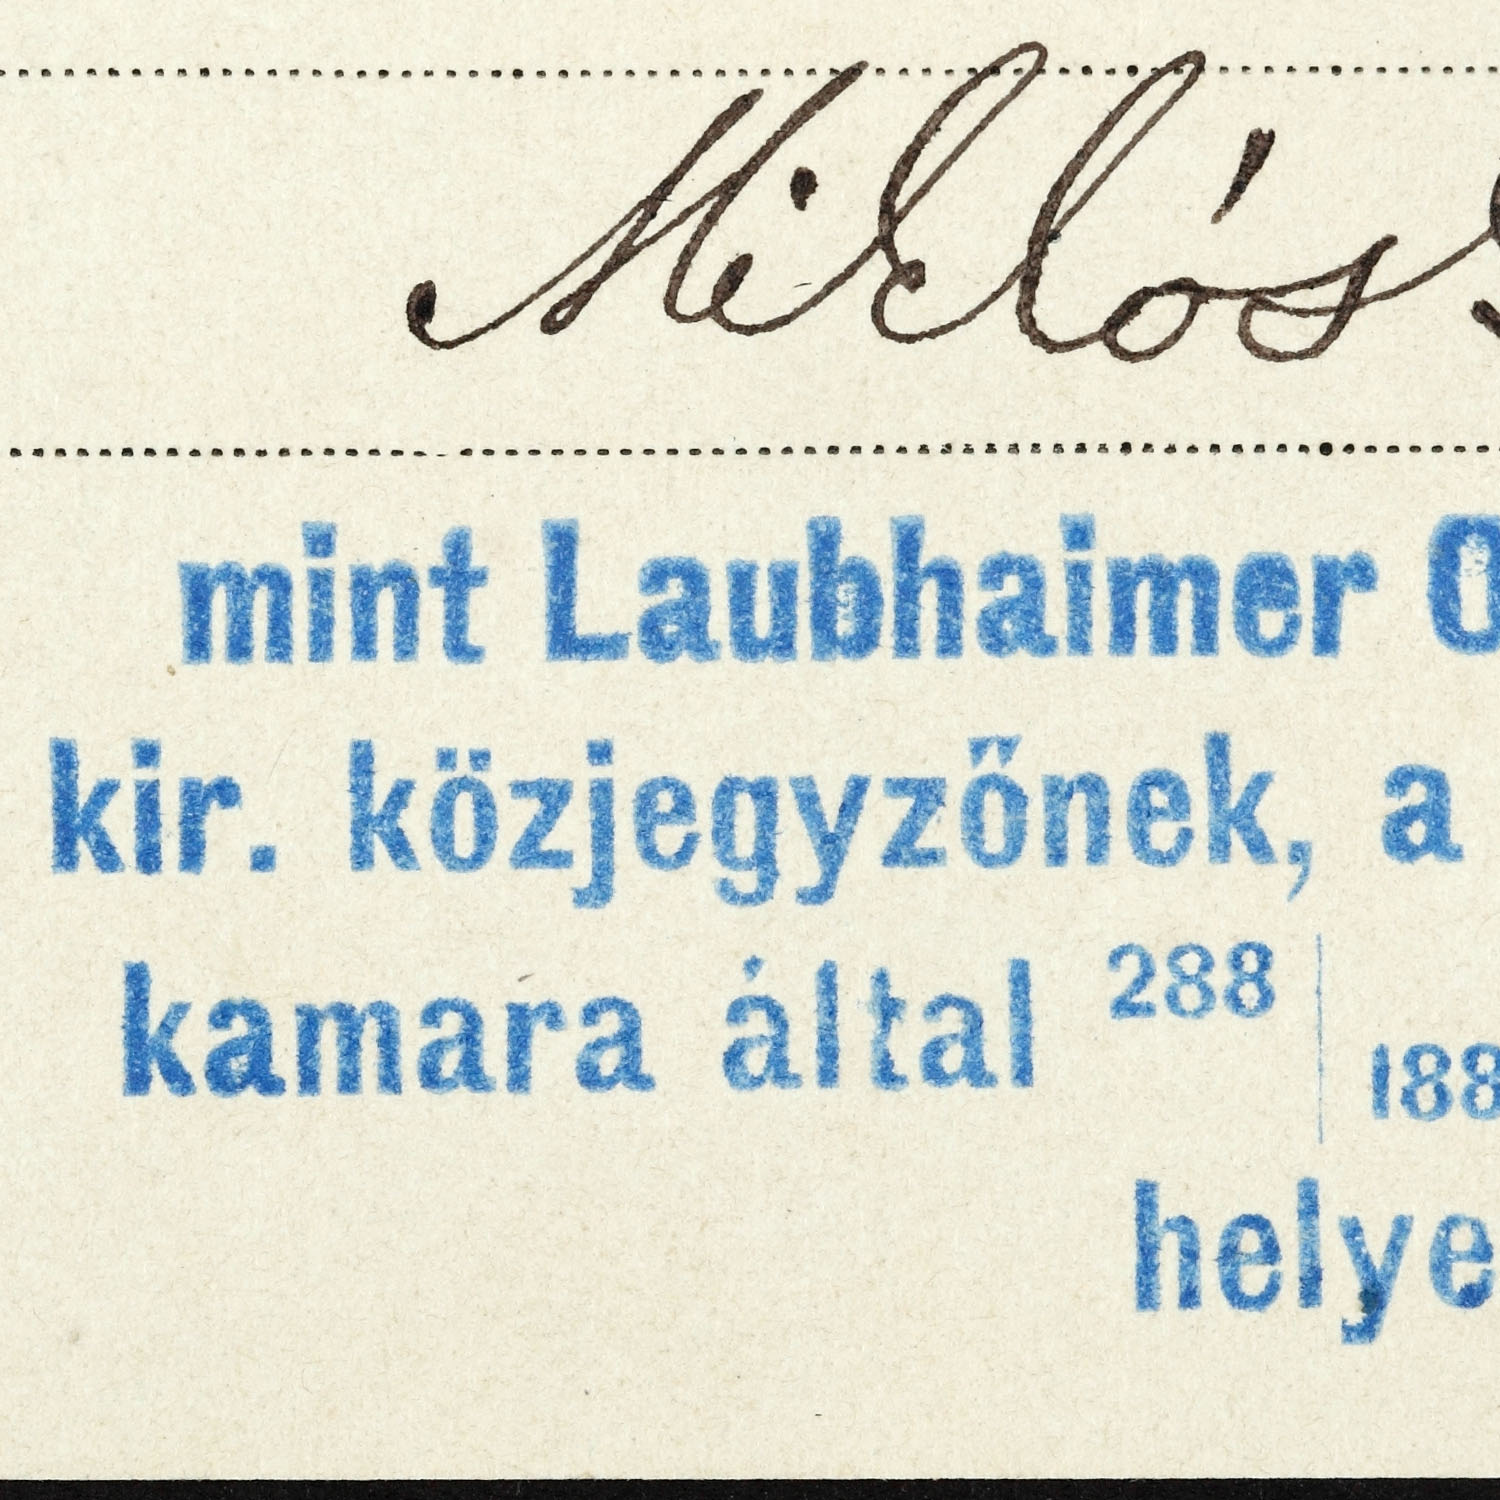 Miklós
mint Laubhaimer O
kir. közjegyzőnek, a
kamara által 288
188
helye